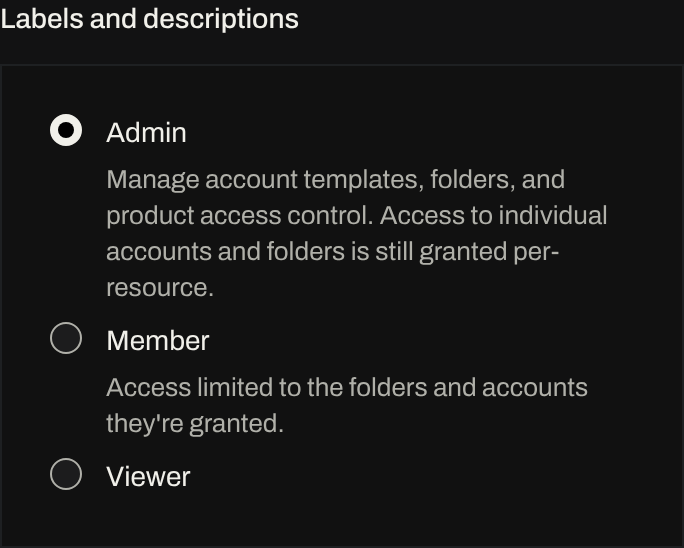 Labels and descriptions
Admin
Manage account templates, folders, and
product access control. Access to individual
accounts and folders is still granted per-
resource.
Member
Access limited to the folders and accounts
they're granted.
Viewer